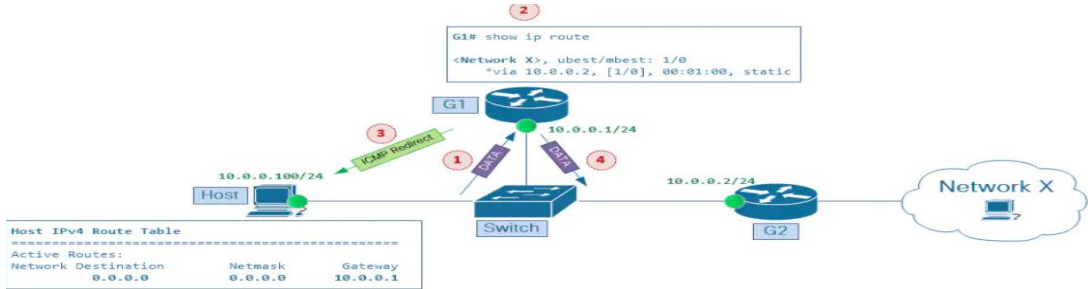 2
G1# show ip route
<Network X>, ubest/mbest: 1/0
*via 10.0.0.2, [1/0], 00:01:00, static
G1
10.0.0.1/24
3
ICMP Redirect
1
DATA
DATA
4
10.0.0.100/24
Host
10.0.0.2/24
Network X
Switch
G2
Host IPv4 Route Table
==================================================
Active Routes:
Network Destination Netmask Gateway
0.0.0.0 0.0.0.0 10.0.0.1